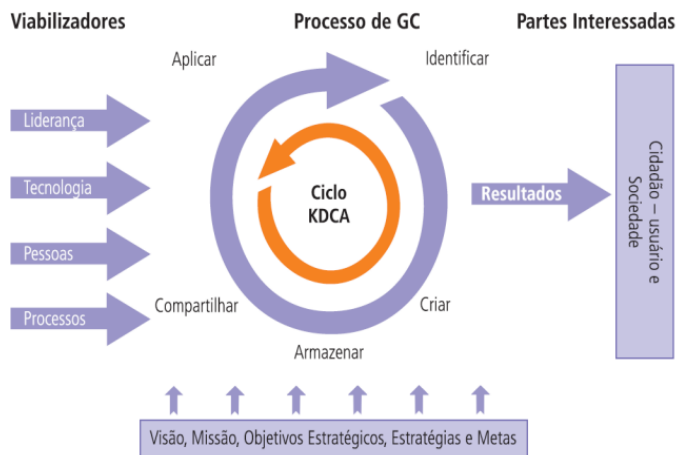 Viabilizadores
Processo de GC
Partes Interessadas
Aplicar
Identificar
Liderança
Tecnologia
Pessoas
Processos
Ciclo
KDCA
Resultados
Cidadão – usuário e
Sociedade
Compartilhar
Criar
Armazenar
Visão, Missão, Objetivos Estratégicos, Estratégias e Metas